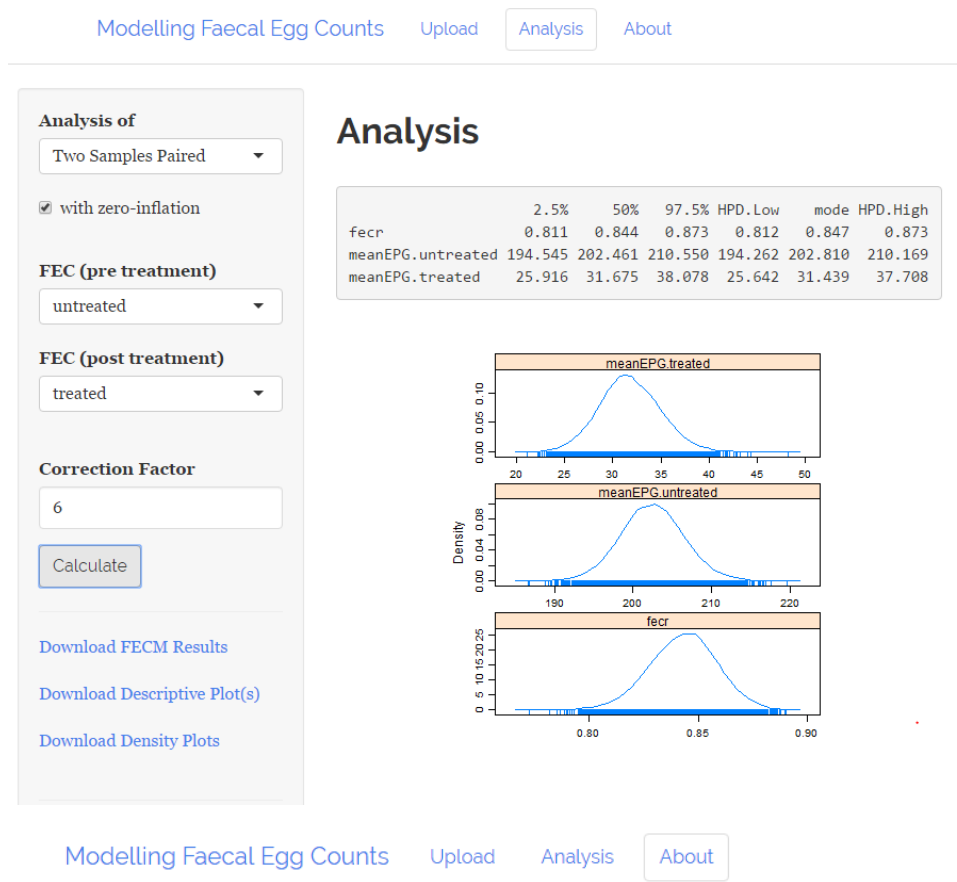 Modelling Faecal Egg Counts Upload Analysis About
Analysis of
Two Samples Paired
with zero-inflation
FEC (pre treatment)
untreated
FEC (post treatment)
treated
Correction Factor
6
Calculate
Download FECM Results
Download Descriptive Plot(s)
Download Density Plots
Analysis
2.5% 50% 97.5% HPD.Low mode HPD.High
fecr 0.811 0.844 0.873 0.812 0.847 0.873
meanEPG.untreated 194.545 202.461 210.550 194.262 202.810 210.169
meanEPG.treated 25.916 31.675 38.078 25.642 31.439 37.708
meanEPG.treated
0.00 0.05 0.10
20 25 30 35 40 45 50
meanEPG.untreated
Density
0.00 0.04 0.08
190 200 210 220
fecr
0 5 10 15 20 25
0.80 0.85 0.90
Modelling Faecal Egg Counts Upload Analysis About